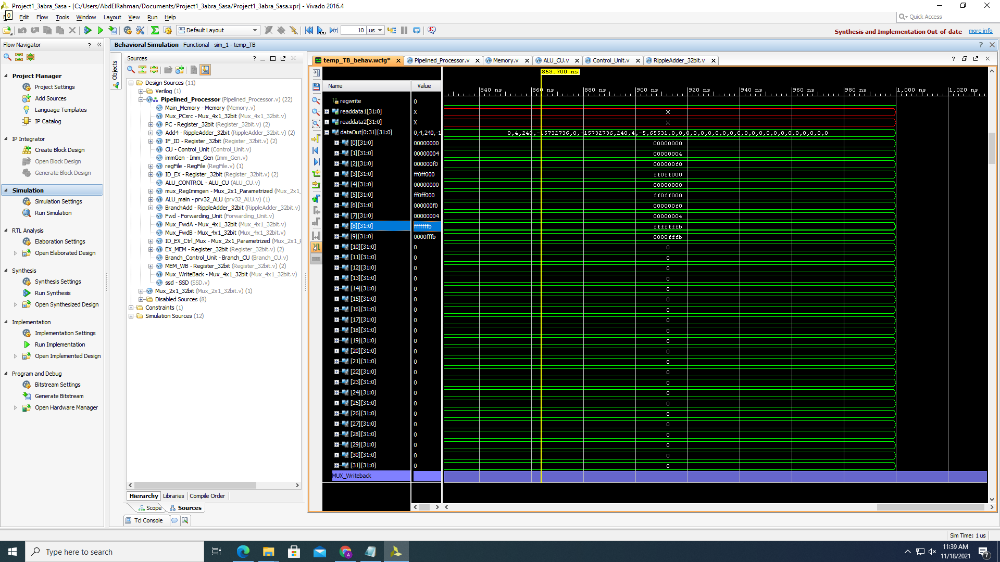 Project1_3abra_Sasa - [C:/Users/AbdElRahman/Documents/Project1_3abra_Sasa/Project1_3abra_Sasa.xpr] - Vivado 2016.4
0 Edit Flow Tools Window Layout View Run Help
Quick Access
Default Layout
10 us
Synthesis and Implementation Out-of-date more info
Flow Navigator
Project Manager
Project Settings
Add Sources
Language Templates
IP Catalog
IP Integrator
Create Block Design
Open Block Design
Generate Block Design
Simulation
Simulation Settings
Run Simulation
RTL Analysis
Elaboration Settings
Open Elaborated Design
Synthesis
Synthesis Settings
Run Synthesis
Open Synthesized Design
Implementation
Implementation Settings
Run Implementation
Open Implemented Design
Program and Debug
Bitstream Settings
Generate Bitstream
Open Hardware Manager
Behavioral Simulation - Functional - sim_1 - temp_TB
Objects
Sources
Design Sources (11)
Verilog (1)
Pipelined_Processor (Pipelined_Processor.v) (22)
Main_Memory - Memory (Memory.v)
Mux_PCsrc - Mux_4x1_32bit (Mux_4x1_32bit.v)
PC - Register_32bit (Register_32bit.v) (2)
Add4 - RippleAdder_32bit (RippleAdder_32bit.v) (2)
IF_ID - Register_32bit (Register_32bit.v) (2)
CU - Control_Unit (Control_Unit.v)
immGen - Imm_Gen (Imm_Gen.v)
regFile - RegFile (RegFile.v) (1)
ID_EX - Register_32bit (Register_32bit.v) (2)
ALU_CONTROL - ALU_CU (ALU_CU.v)
mux_RegImmgen - Mux_2x1_Parametrized (Mux_2x1_
ALU_main - prv32_ALU (prv32_ALU.v) (1)
BranchAdd - RippleAdder_32bit (RippleAdder_32bit.v)
Fwd - Forwarding_Unit (Forwarding_Unit.v)
Mux_FwdA - Mux_4x1_32bit (Mux_4x1_32bit.v)
Mux_FwdB - Mux_4x1_32bit (Mux_4x1_32bit.v)
ID_EX_Ctrl_Mux - Mux_2x1_Parametrized (Mux_2x1_F
EX_MEM - Register_32bit (Register_32bit.v) (2)
Branch_Control_Unit - Branch_CU (Branch_CU.v)
MEM_WB - Register_32bit (Register_32bit.v) (2)
Mux_WriteBack - Mux_4x1_32bit (Mux_4x1_32bit.v)
ssd - SSD (SSD.v)
Mux_2x1_32bit (Mux_2x1_32bit.v) (1)
Disabled Sources (8)
Constraints (1)
Simulation Sources (12)
Hierarchy Libraries Compile Order
Scope Sources
Tcl Console
temp_TB_behav.wcfg* Pipelined_Processor.v Memory.v ALU_CU.v Control_Unit.v RippleAdder_32bit.v
863.700 ns
Name Value
840 ns 860 ns 880 ns 900 ns 920 ns 940 ns 960 ns 980 ns 1,000 ns 1,020 ns
regwrite 0
readdata1[31:0] X X
readdata2[31:0] X X
dataOut[0:31][31:0] 0,4,240,-1 0,4,240,-15732736,0,-15732736,240,4,-5,65531,0,0,0,0,0,0,0,0,0,0,0,0,0,0,0,0,0,0,0,0,0,0
[0][31:0] 00000000 00000000
[1][31:0] 00000004 00000004
[2][31:0] 000000f0 000000f0
[3][31:0] ff0ff000 ff0ff000
[4][31:0] 00000000 00000000
[5][31:0] ff0ff000 ff0ff000
[6][31:0] 000000f0 000000f0
[7][31:0] 00000004 00000004
[8][31:0] fffffffb fffffffb
[9][31:0] 0000fffb 0000fffb
[10][31:0] 0 0
[11][31:0] 0 0
[12][31:0] 0 0
[13][31:0] 0 0
[14][31:0] 0 0
[15][31:0] 0 0
[16][31:0] 0 0
[17][31:0] 0 0
[18][31:0] 0 0
[19][31:0] 0 0
[20][31:0] 0 0
[21][31:0] 0 0
[22][31:0] 0 0
[23][31:0] 0 0
[24][31:0] 0 0
[25][31:0] 0 0
[26][31:0] 0 0
[27][31:0] 0 0
[28][31:0] 0 0
[29][31:0] 0 0
[30][31:0] 0 0
[31][31:0] 0 0
MUX_Writeback
Sim Time: 1 us
Type here to search
A
11:39 AM
11/18/2021
7